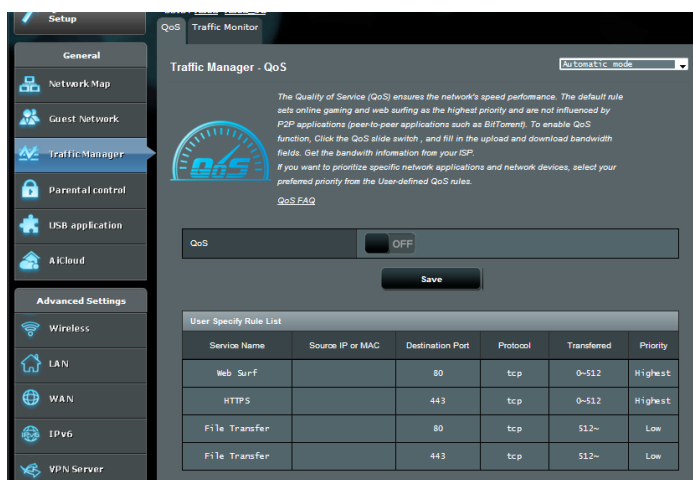 Setup
General
Network Map
Guest Network
Traffic Manager
Parental control
USB application
AiCloud
Advanced Settings
Wireless
LAN
WAN
IPv6
VPN Server
QoS Traffic Monitor
Traffic Manager - QoS
Automatic mode
The Quality of Service (QoS) ensures the network's speed performance. The default rule
sets online gaming and web surfing as the highest priority and are not influenced by
P2P applications (peer-to-peer applications such as BitTorrent). To enable QoS
function, Click the QoS slide switch , and fill in the upload and download bandwidth
fields. Get the bandwith information from your ISP.
If you want to prioritize specific network applications and network devices, select your
preferred priority from the User-defined QoS rules.
QoS FAQ
QoS
QoS OFF
Save
User Specify Rule List
Service Name Source IP or MAC Destination Port Protocol Transferred Priority
Web Surf 80 tcp 0~512 Highest
HTTPS 443 tcp 0~512 Highest
File Transfer 80 tcp 512~ Low
File Transfer 443 tcp 512~ Low